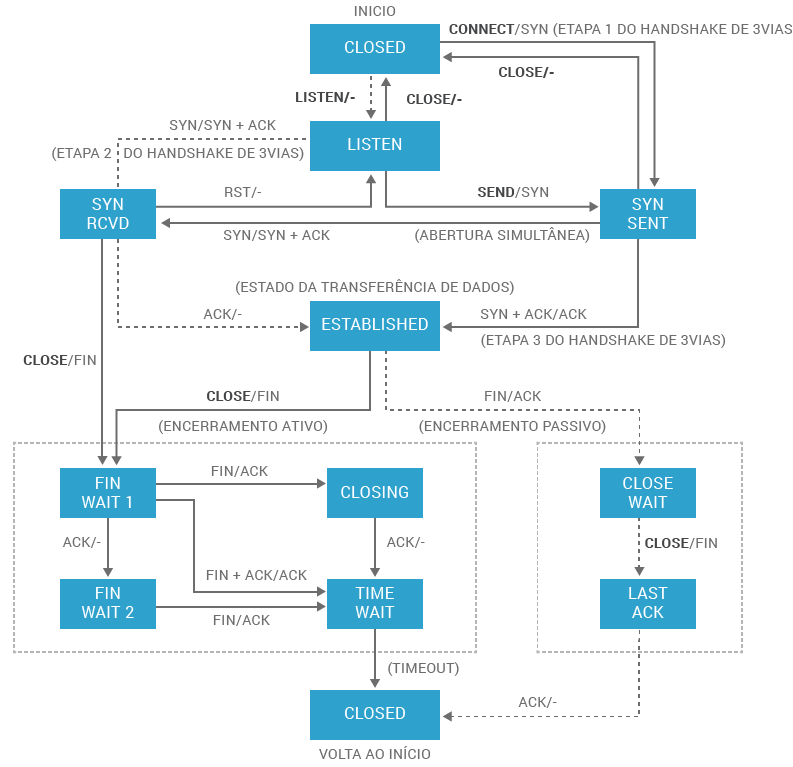 INICIO
CLOSED
CONNECT/SYN (ETAPA 1 DO HANDSHAKE DE 3VIAS
CLOSE/-
LISTEN/-
CLOSE/-
SYN/SYN + ACK
(ETAPA 2 DO HANDSHAKE DE 3VIAS)
LISTEN
SYN
RCVD
RST/-
SEND/SYN
SYN
SENT
SYN/SYN + ACK
(ABERTURA SIMULTÂNEA)
(ESTADO DA TRANSFERÊNCIA DE DADOS)
ACK/-
ESTABLISHED
SYN + ACK/ACK
(ETAPA 3 DO HANDSHAKE DE 3VIAS)
CLOSE/FIN
CLOSE/FIN
(ENCERRAMENTO ATIVO)
FIN/ACK
(ENCERRAMENTO PASSIVO)
FIN
WAIT 1
FIN/ACK
CLOSING
CLOSE
WAIT
ACK/-
ACK/-
CLOSE/FIN
FIN + ACK/ACK
FIN
WAIT 2
FIN/ACK
TIME
WAIT
LAST
ACK
(TIMEOUT)
CLOSED
ACK/-
VOLTA AO INÍCIO